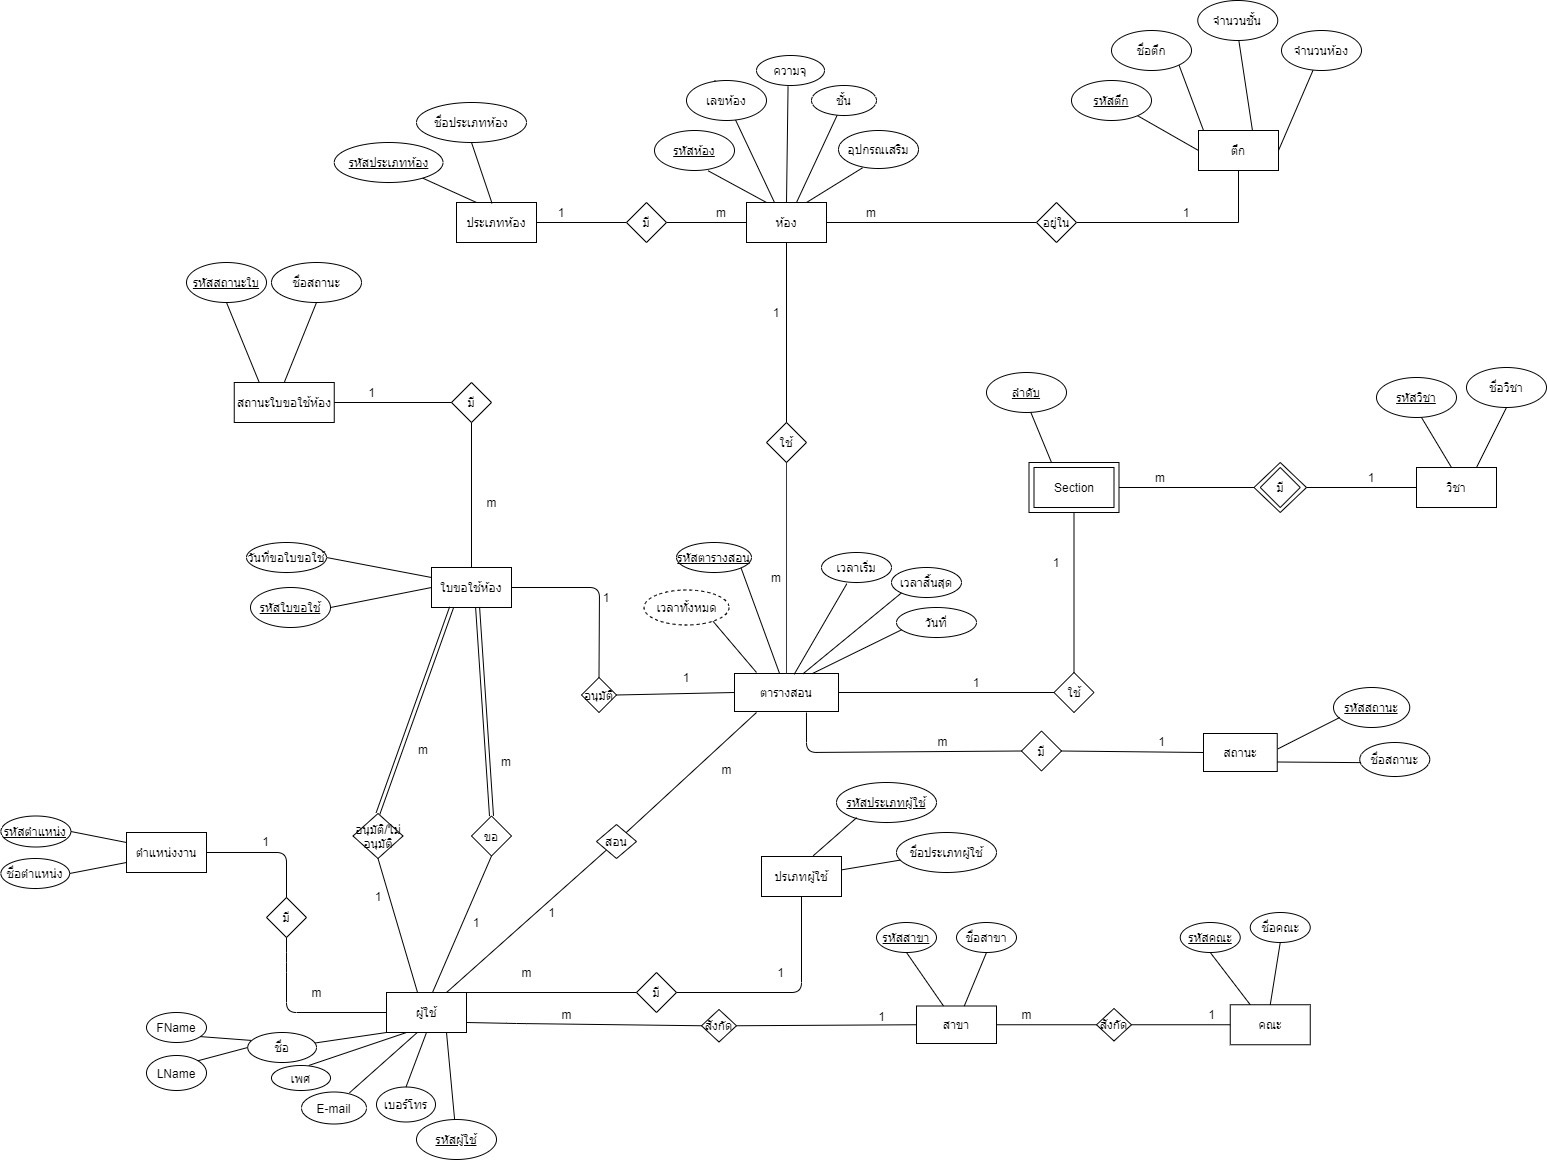 จำนวนชั้น
ชื่อตึก
จำนวนห้อง
ความจุ
เลขห้อง
ชั้น
รหัสตึก
ชื่อประเภทห้อง
รหัสห้อง
อุปกรณเสริม
ตึก
รหัสประเภทห้อง
ประเภทห้อง
1
มี
m
ห้อง
m
อยู่ใน
1
รหัสสถานะใบ
ชื่อสถานะ
1
สถานะใบขอใช้ห้อง
1
มี
ลำดับ
รหัสวิชา
ชื่อวิชา
ใช้
Section
m
มี
1
วิชา
m
วันที่ขอใบขอใช้
รหัสตารางสอน
เวลาเริ่ม
1
ใบขอใช้ห้อง
1
m
เวลาสิ้นสุด
รหัสใบขอใช้
เวลาทั้งหมด
วันที่
อนุมัติ
1
ตารางสอน
1
ใช้
รหัสสถานะ
m
m
m
m
มี
1
สถานะ
ชื่อสถานะ
รหัสประเภทผู้ใช้
รหัสตำแหน่ง
1
อนุมัติ/ไม่
อนุมัติ
ขอ
สอน
ตำแหน่งงาน
ชื่อประเภทผู้ใช้
ชื่อตำแหน่ง
ปรเภทผู้ใช้
1
1
1
มี
รหัสสาขา
ชื่อสาขา
รหัสคณะ
ชื่อคณะ
m
m
มี
1
ผู้ใช้
m
สังกัด
1
สาขา
m
สังกัด
1
คณะ
FName
ชื่อ
LName
เพศ
E-mail
เบอร์โทร
รหัสผู้ใช้